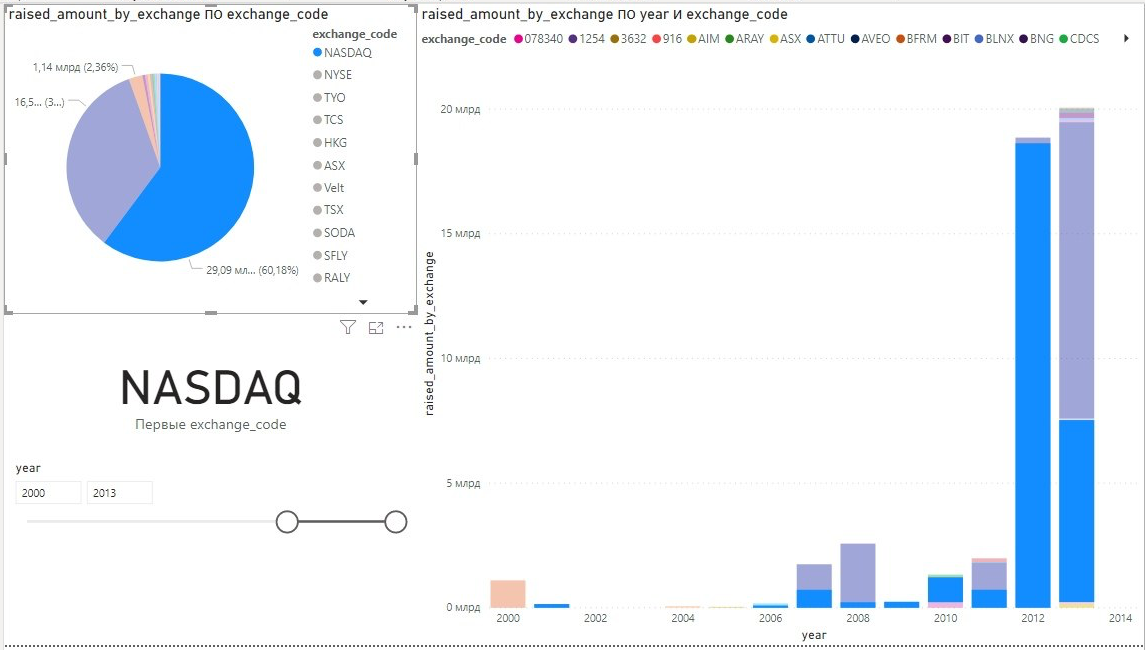 raised_amount_by_exchange ПО exchange_code
exchange_code
NASDAQ
NYSE
TYO
TCS
HKG
ASX
Velt
TSX
SODA
SFLY
RALY
1,14 млрд (2,36%)
16,5... (3...)
29,09 мл... (60,18%)
NASDAQ
Первые exchange_code
year
2000 2013
raised_amount_by_exchange ПО year И exchange_code
exchange_code 078340 1254 3632 916 AIM ARAY ASX ATTU AVEO BFRM BIT BLNX BNG CDCS
raised_amount_by_exchange
20 млрд
15 млрд
10 млрд
5 млрд
0 млрд
2000 2002 2004 2006 2008 2010 2012 2014
year